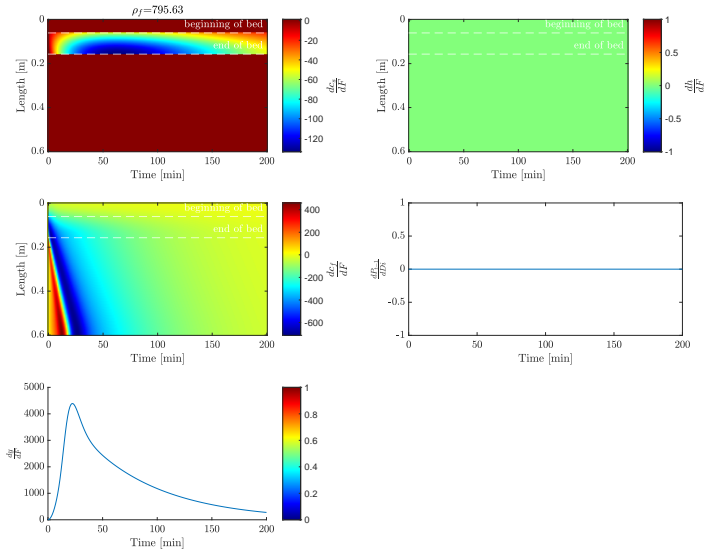 ρ_f=795.63
beginning of bed
end of bed
0
0.2
0.4
0.6
Length [m]
0 50 100 150 200
Time [min]
0
-20
-40
-60
-80
-100
-120
dc_s/dF
beginning of bed
end of bed
0
0.2
0.4
0.6
Length [m]
0 50 100 150 200
Time [min]
1
0.5
0
-0.5
-1
dh/dF
beginning of bed
end of bed
0
0.2
0.4
0.6
Length [m]
0 50 100 150 200
Time [min]
400
200
0
-200
-400
-600
dc_f/dF
1
0.5
0
-0.5
-1
0 50 100 150 200
Time [min]
5000
4000
3000
2000
1000
0
dy/dF
0 50 100 150 200
Time [min]
1
0.8
0.6
0.4
0.2
0